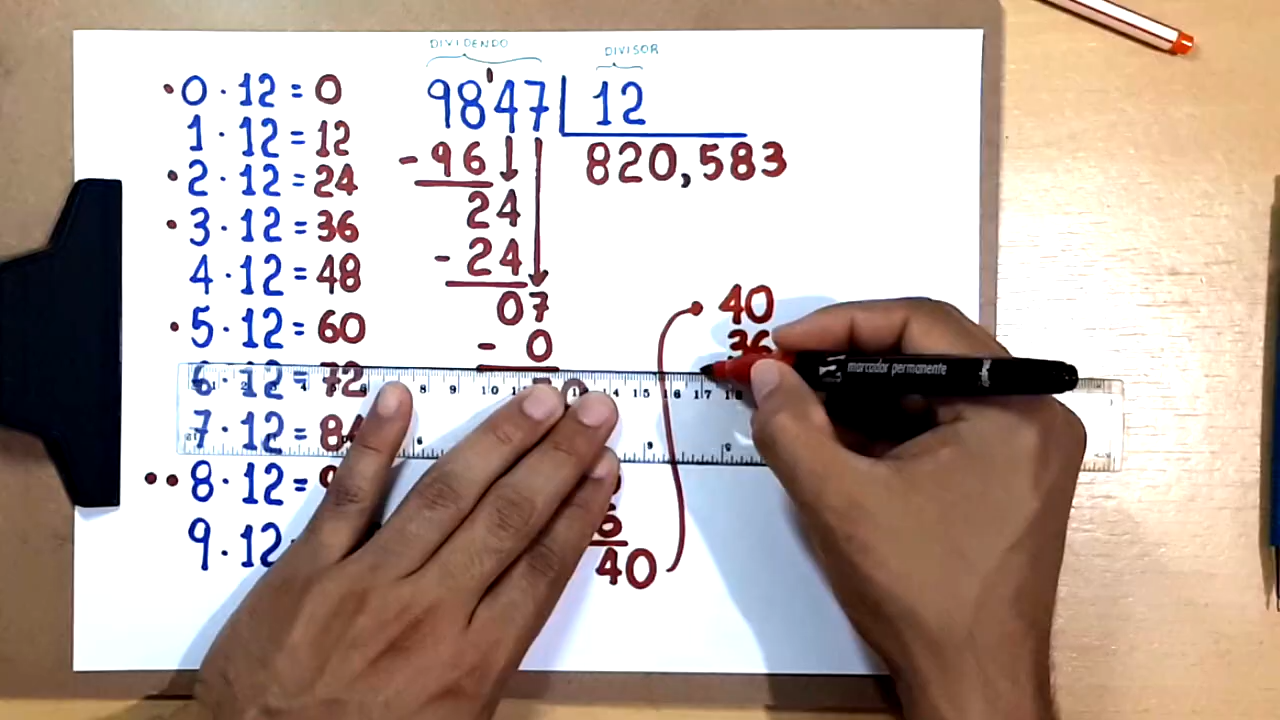 DIVIDENDO
DIVISOR
9847 12
820,583
0 · 12 = 0
1 · 12 = 12
2 · 12 = 24
3 · 12 = 36
4 · 12 = 48
5 · 12 = 60
6 · 12 72
7 · 12 = 84
8 · 12 =
9 · 12
- 96
24
- 24
07
- 0
40
40
36
marcador permanente